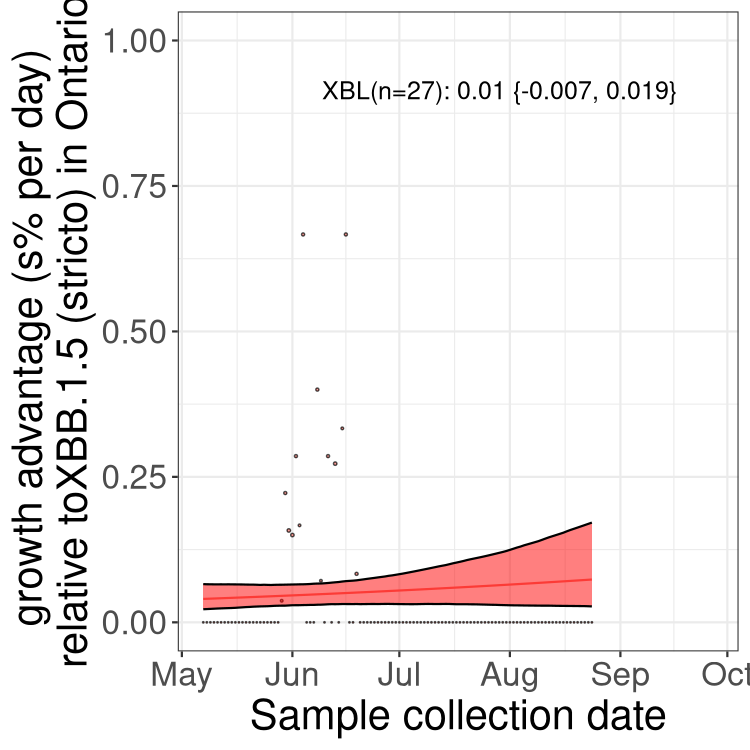 growth advantage (s% per day)
relative toXBB.1.5 (stricto) in Ontario
1.00
0.75
0.50
0.25
0.00
XBL(n=27): 0.01 {-0.007, 0.019}
May Jun Jul Aug Sep Oct
Sample collection date